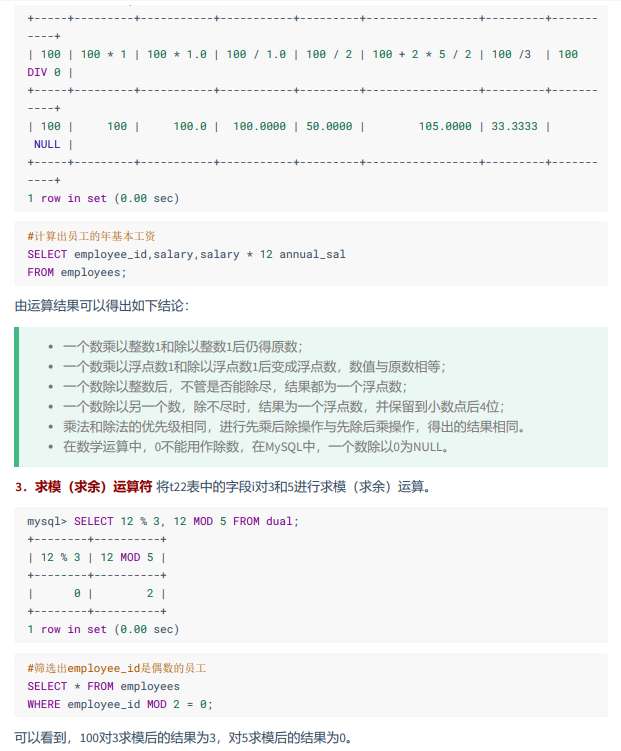 +-----+---------+-----------+-----------+---------+-----------------+---------+-------
----+
| 100 | 100 * 1 | 100 * 1.0 | 100 / 1.0 | 100 / 2 | 100 + 2 * 5 / 2 | 100 /3  | 100
DIV 0 |
+-----+---------+-----------+-----------+---------+-----------------+---------+-------
----+
| 100 |     100 |     100.0 |  100.0000 | 50.0000 |        105.0000 | 33.3333 |
 NULL |
+-----+---------+-----------+-----------+---------+-----------------+---------+-------
----+
1 row in set (0.00 sec)
#计算出员工的年基本工资
SELECT employee_id,salary,salary * 12 annual_sal
FROM employees;
由运算结果可以得出如下结论：
• 一个数乘以整数1和除以整数1后仍得原数；
• 一个数乘以浮点数1和除以浮点数1后变成浮点数，数值与原数相等；
• 一个数除以整数后，不管是否能除尽，结果都为一个浮点数；
• 一个数除以另一个数，除不尽时，结果为一个浮点数，并保留到小数点后4位；
• 乘法和除法的优先级相同，进行先乘后除操作与先除后乘操作，得出的结果相同。
• 在数学运算中，0不能用作除数，在MySQL中，一个数除以0为NULL。
3．求模（求余）运算符 将t22表中的字段i对3和5进行求模（求余）运算。
mysql> SELECT 12 % 3, 12 MOD 5 FROM dual;
+--------+----------+
| 12 % 3 | 12 MOD 5 |
+--------+----------+
|      0 |        2 |
+--------+----------+
1 row in set (0.00 sec)
#筛选出employee_id是偶数的员工
SELECT * FROM employees
WHERE employee_id MOD 2 = 0;
可以看到，100对3求模后的结果为3，对5求模后的结果为0。